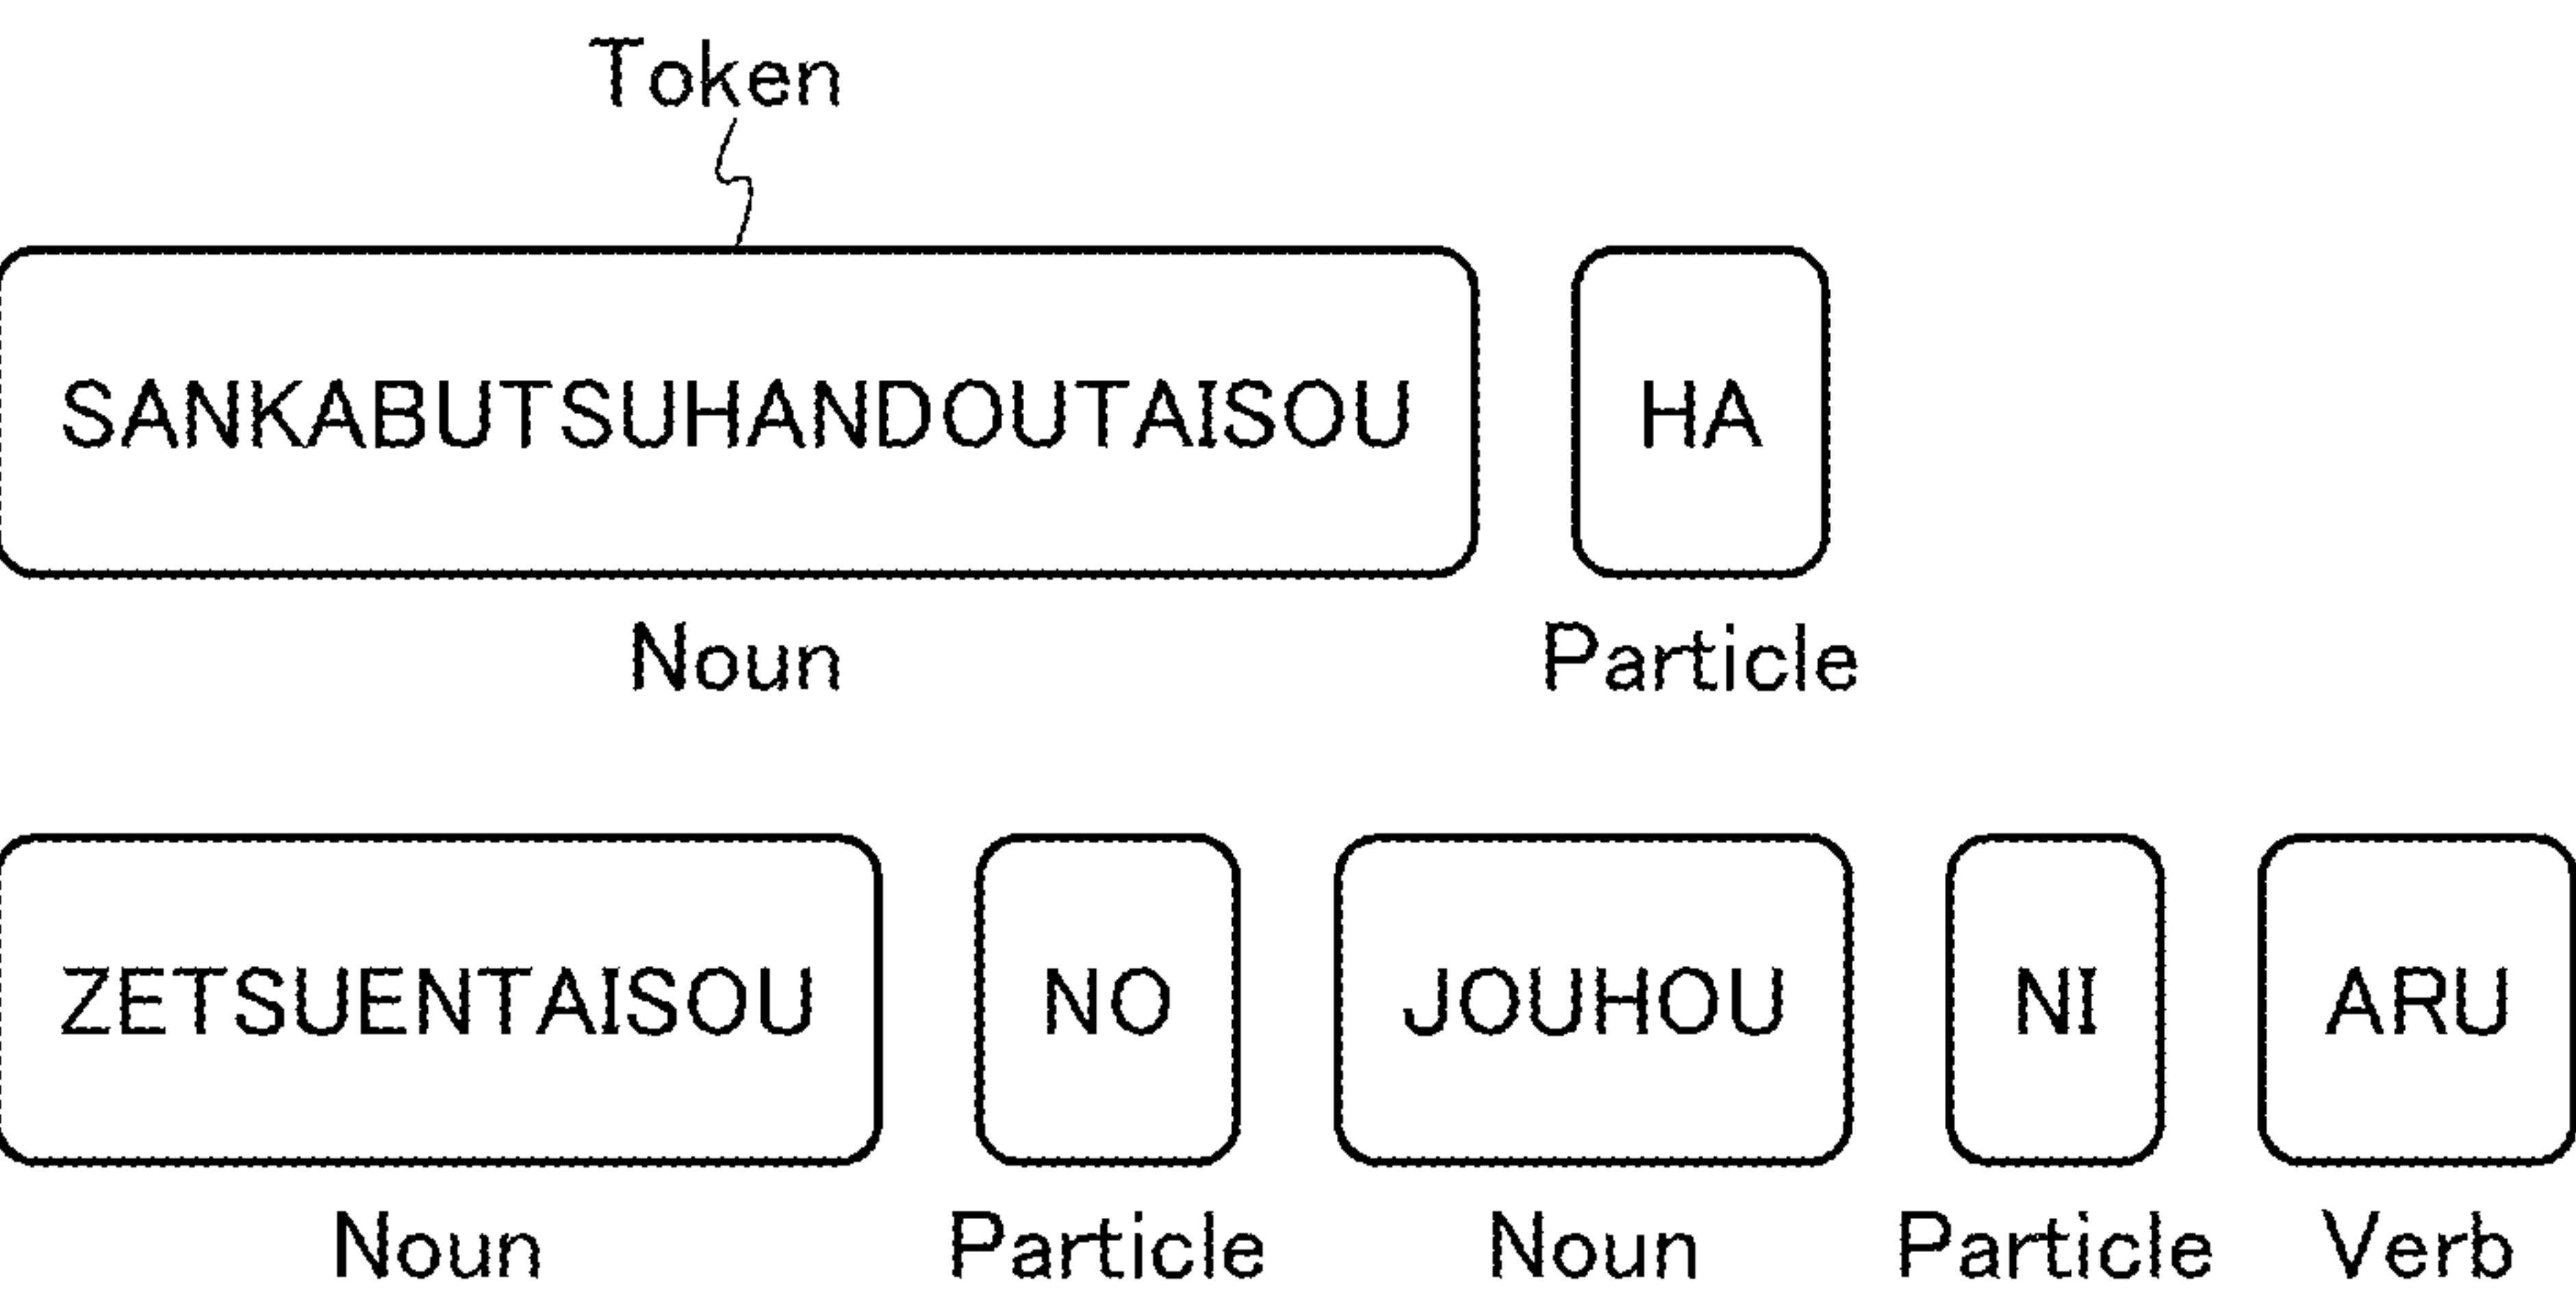 Token
SANKABUTSUHANDOUTAISOU HA
Noun Particle
ZETSUENTAISOU NO JOUHOU NI ARU
Noun Particle Noun Particle Verb